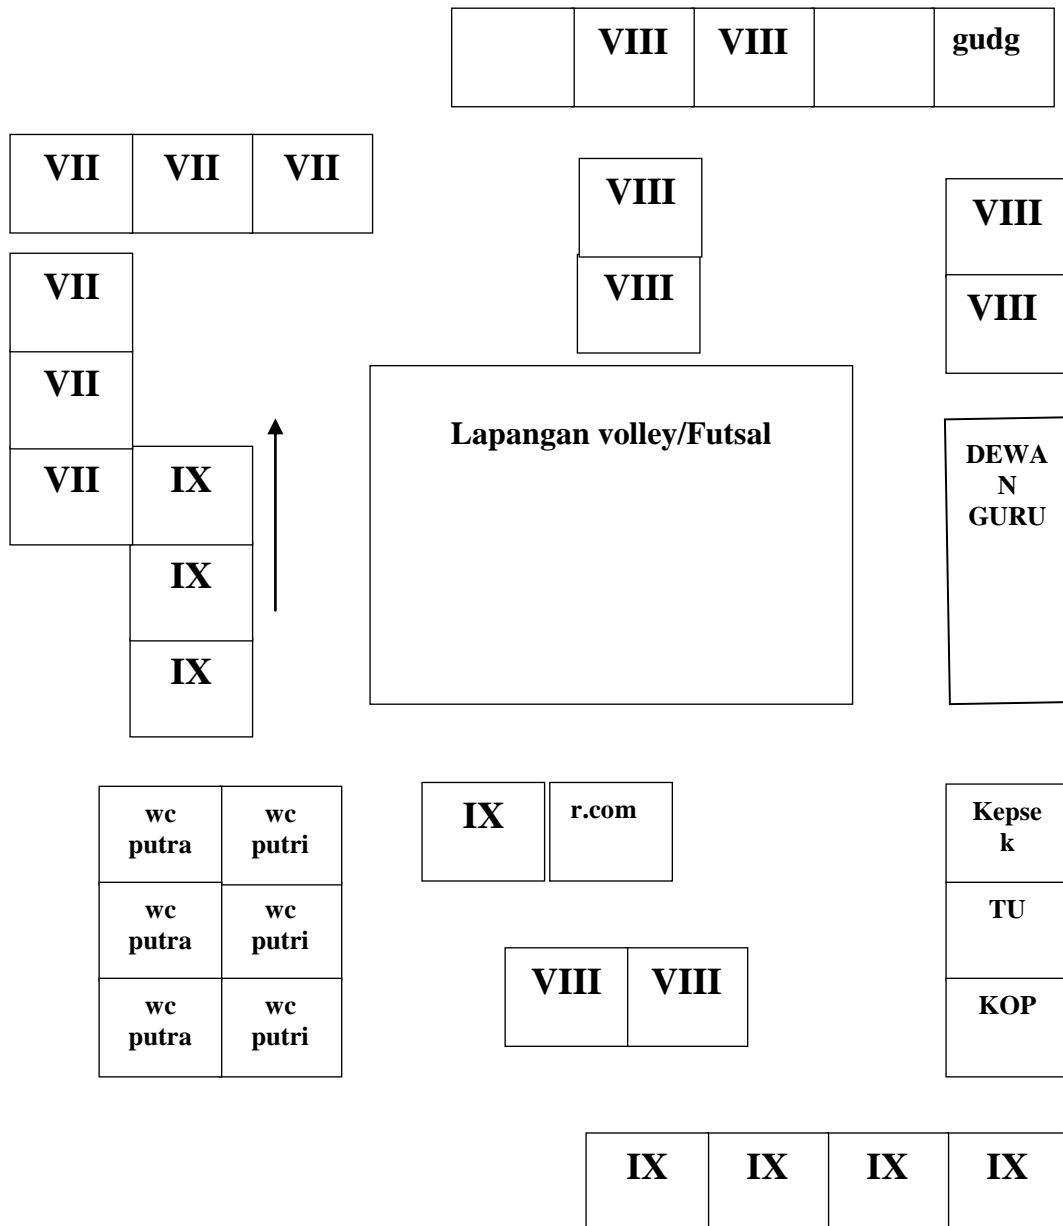 VIII VIII gudg
VII VII VII
VIII
VIII
VIII
VIII
VII
VII
VII
IX
IX
IX
Lapangan volley/Futsal
DEWA
N
GURU
wc
putra
wc
putri
wc
putra
wc
putri
wc
putra
wc
putri
IX
r.com
Kepse
k
TU
KOP
VIII VIII
IX IX IX IX